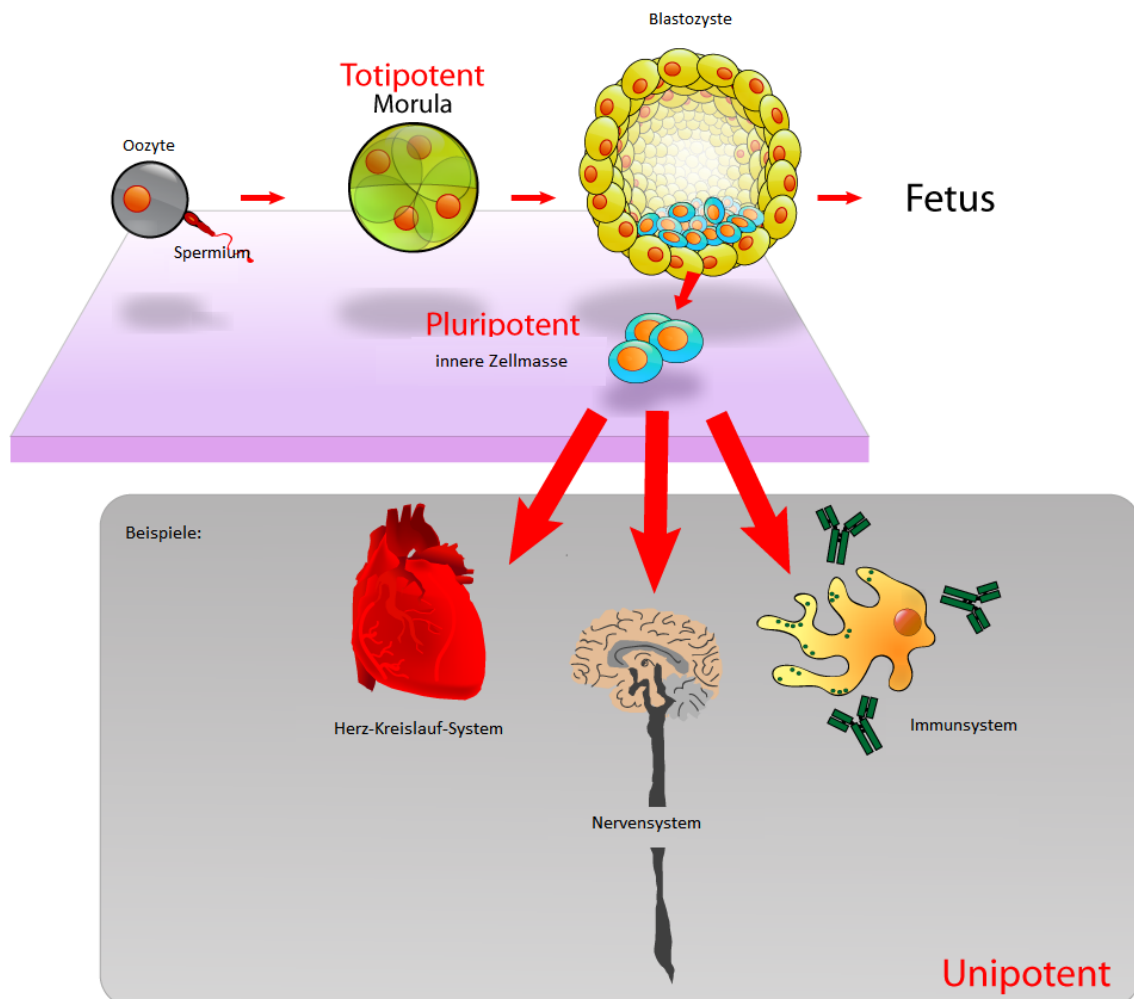 Blastozyste
Totipotent
Morula
Oozyte
Spermium
Fetus
Pluripotent
innere Zellmasse
Beispiele:
Herz-Kreislauf-System
Immunsystem
Nervensystem
Unipotent